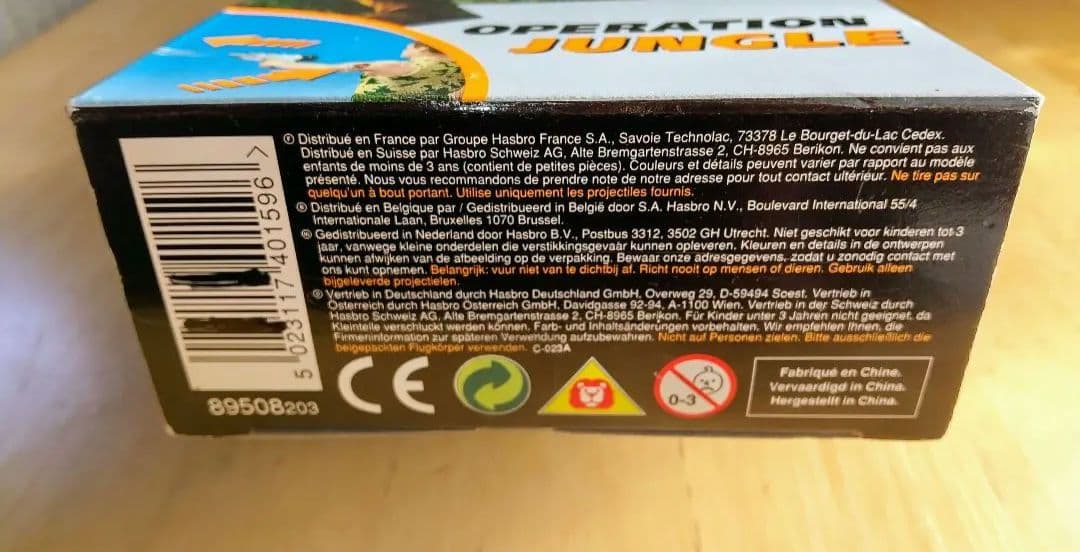 OPERATION
JUNGLE
Ⓕ Distribué en France par Groupe Hasbro France S.A., Savoie Technolac, 73378 Le Bourget-du-Lac Cedex.
Distribué en Suisse par Hasbro Schweiz AG, Alte Bremgartenstrasse 2, CH-8965 Berikon. Ne convient pas aux
enfants de moins de 3 ans (contient de petites pièces). Couleurs et détails peuvent varier par rapport au modèle
présenté. Nous vous recommandons de prendre note de notre adresse pour tout contact ultérieur. Ne tire pas sur
quelqu'un à bout portant. Utilise uniquement les projectiles fournis.
Ⓑ Distribué en Belgique par / Gedistribueerd in België door S.A. Hasbro N.V., Boulevard International 55/4
Internationale Laan, Bruxelles 1070 Brussel.
Gedistribueerd in Nederland door Hasbro B.V., Postbus 3312, 3502 GH Utrecht. Niet geschikt voor kinderen tot 3
jaar, vanwege kleine onderdelen die verstikkingsgevaar kunnen opleveren. Kleuren en details in de ontwerpen
kunnen afwijken van de afbeelding op de verpakking. Bewaar onze adresgegevens, zodat u zonodig contact met
ons kunt opnemen. Belangrijk: vuur niet van te dichtbij af. Richt nooit op mensen of dieren. Gebruik alleen
bijgeleverde projectielen.
Ⓓ Vertrieb in Deutschland durch Hasbro Deutschland GmbH, Overweg 29, D-59494 Soest. Vertrieb in
Österreich durch Hasbro Österreich GmbH, Davidgasse 92-94, A-1100 Wien. Vertrieb in der Schweiz durch
Hasbro Schweiz AG, Alte Bremgartenstrasse 2, CH-8965 Berikon. Für Kinder unter 3 Jahren nicht geeignet, da
Kleinteile verschluckt werden können. Farb- und Inhaltsänderungen vorbehalten. Wir empfehlen Ihnen, die
Firmeninformation zur späteren Verwendung aufzubewahren. Nicht auf Personen zielen. Bitte ausschließlich die
beigepackten Flugkörper verwenden. C-023A
5 023117 401596 >
89508203
CE
0-3
Fabriqué en Chine.
Vervaardigd in China.
Hergestellt in China.